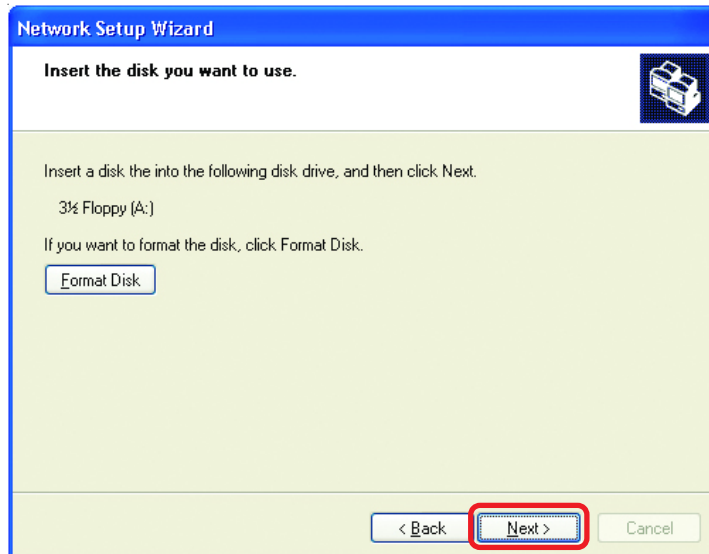 Network Setup Wizard
Insert the disk you want to use.
Insert a disk the into the following disk drive, and then click Next.
3½ Floppy (A:)
If you want to format the disk, click Format Disk.
Format Disk
< Back Next > Cancel